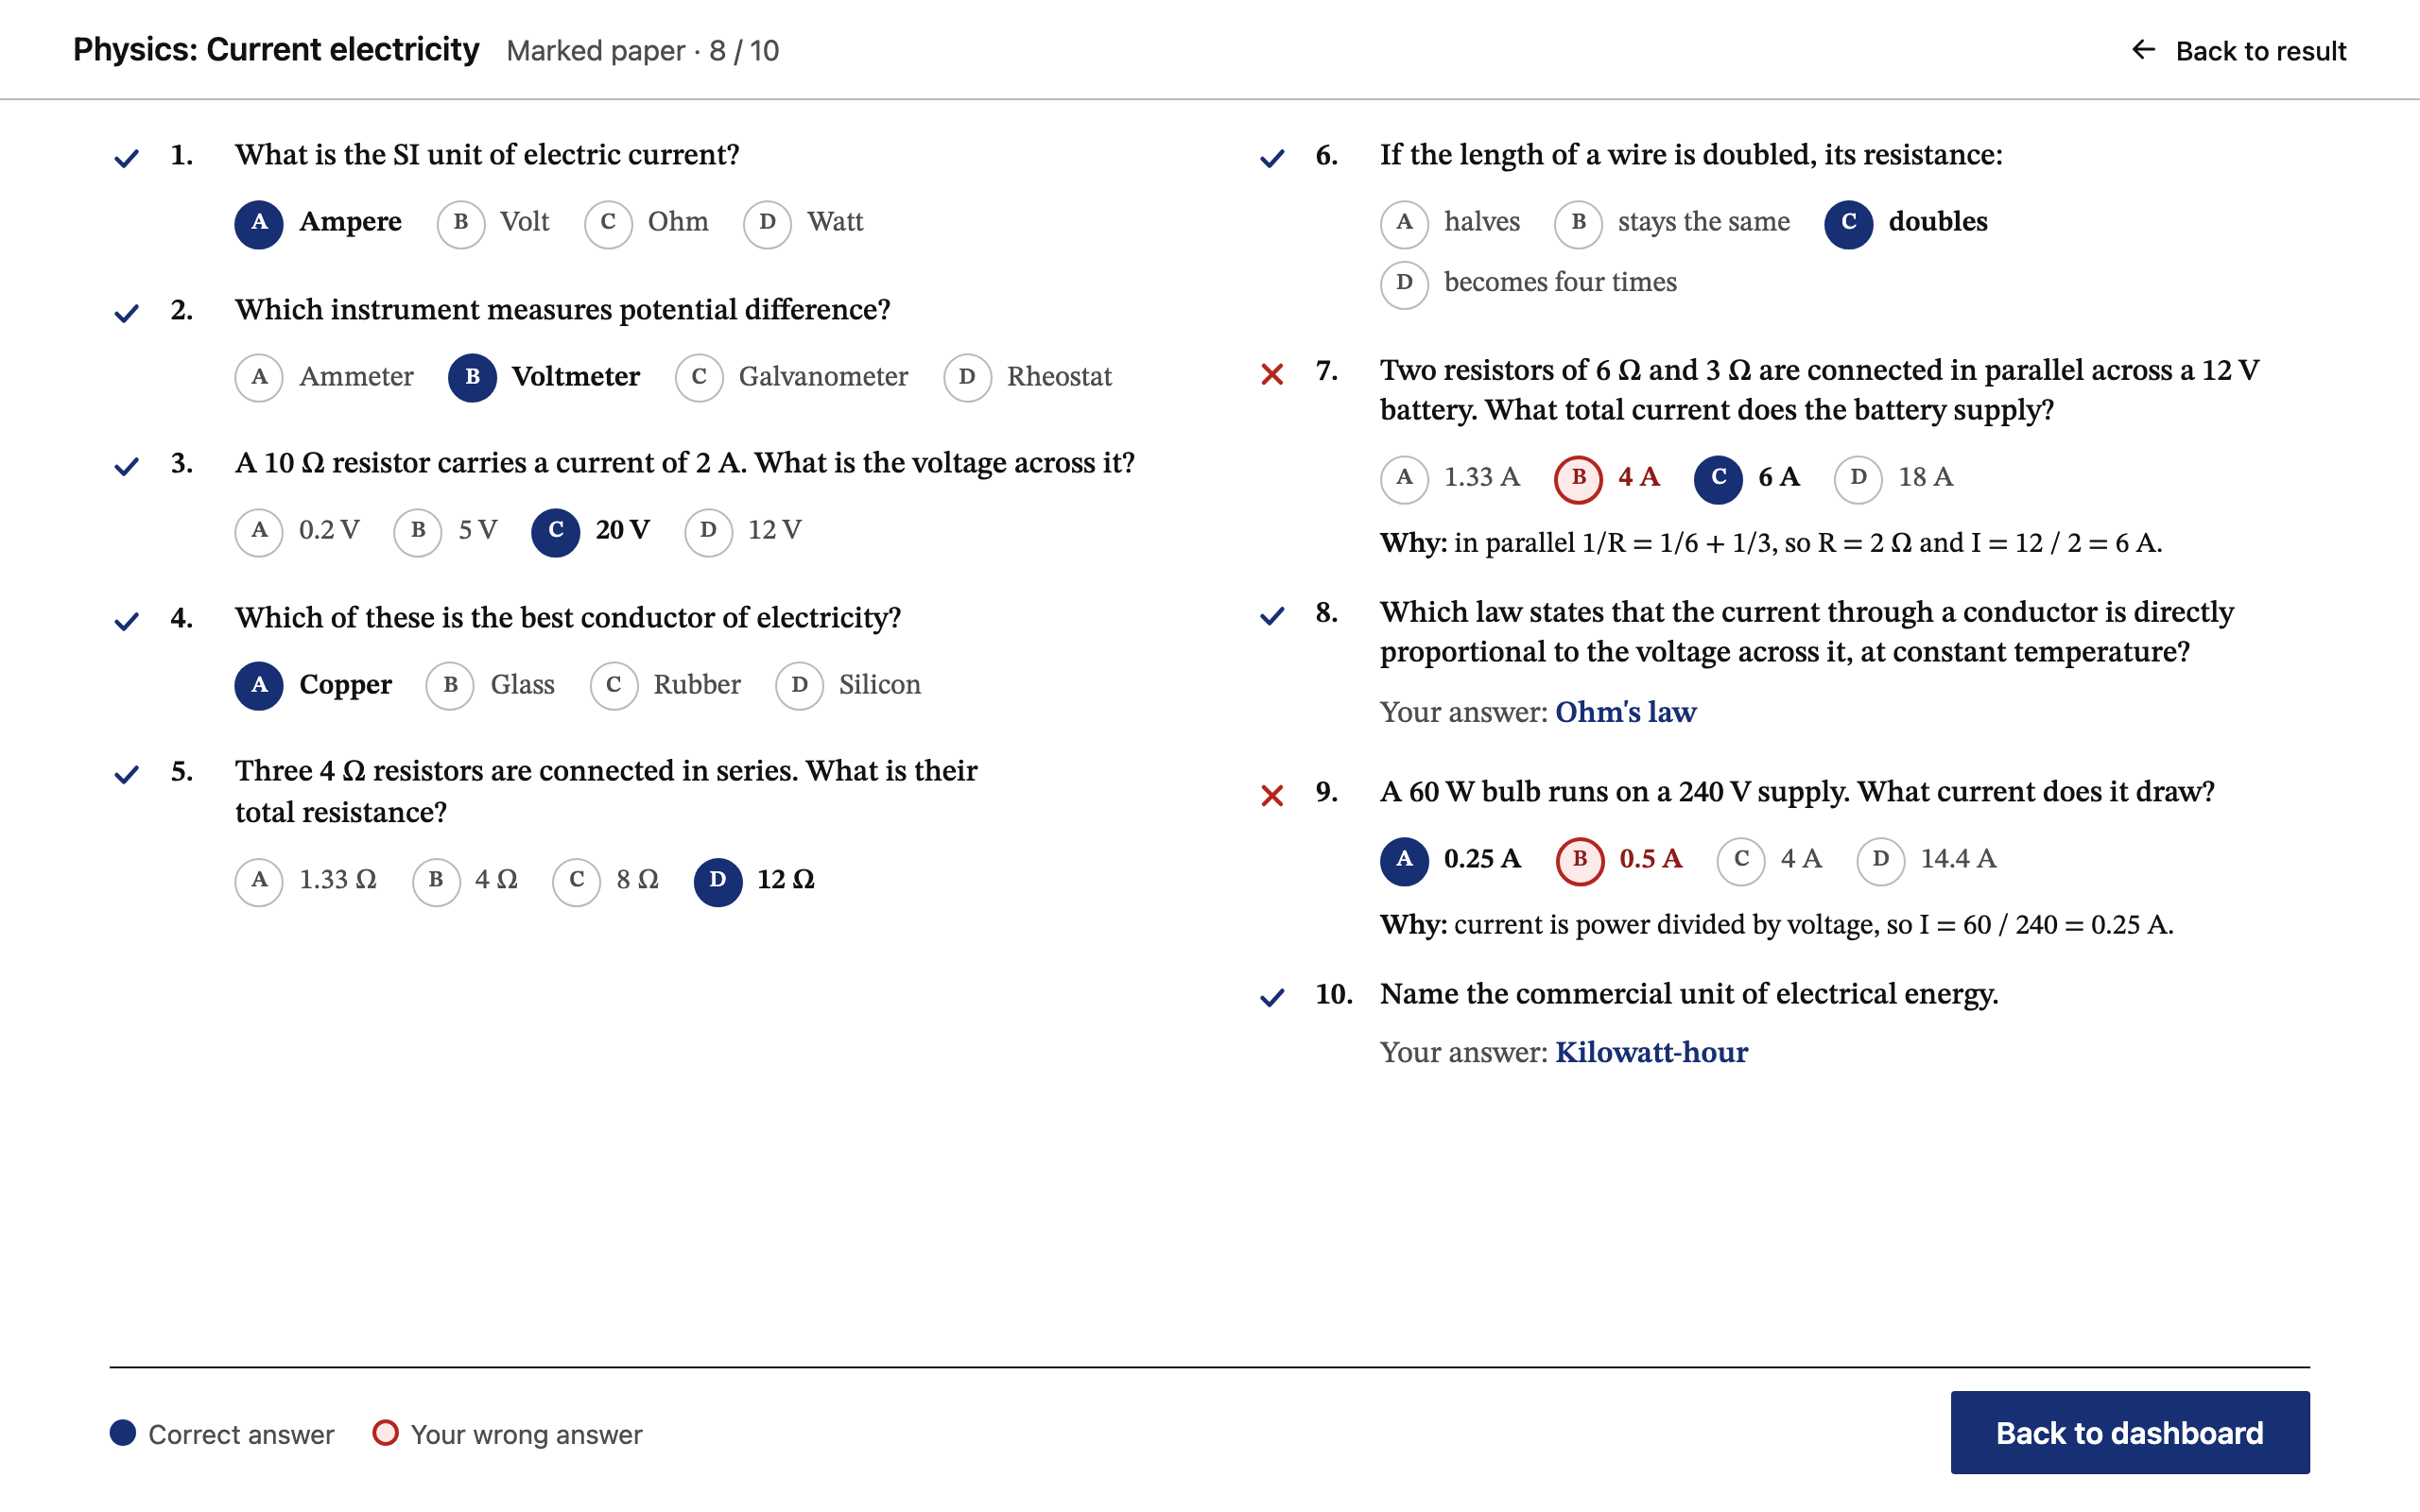 Physics: Current electricity Marked paper · 8 / 10
← Back to result
1. What is the SI unit of electric current?
A Ampere B Volt C Ohm D Watt
2. Which instrument measures potential difference?
A Ammeter B Voltmeter C Galvanometer D Rheostat
3. A 10 Ω resistor carries a current of 2 A. What is the voltage across it?
A 0.2 V B 5 V C 20 V D 12 V
4. Which of these is the best conductor of electricity?
A Copper B Glass C Rubber D Silicon
5. Three 4 Ω resistors are connected in series. What is their
total resistance?
A 1.33 Ω B 4 Ω C 8 Ω D 12 Ω
6. If the length of a wire is doubled, its resistance:
A halves B stays the same C doubles
D becomes four times
7. Two resistors of 6 Ω and 3 Ω are connected in parallel across a 12 V
battery. What total current does the battery supply?
A 1.33 A B 4 A C 6 A D 18 A
Why: in parallel 1/R = 1/6 + 1/3, so R = 2 Ω and I = 12 / 2 = 6 A.
8. Which law states that the current through a conductor is directly
proportional to the voltage across it, at constant temperature?
Your answer: Ohm's law
9. A 60 W bulb runs on a 240 V supply. What current does it draw?
A 0.25 A B 0.5 A C 4 A D 14.4 A
Why: current is power divided by voltage, so I = 60 / 240 = 0.25 A.
10. Name the commercial unit of electrical energy.
Your answer: Kilowatt-hour
Correct answer Your wrong answer
Back to dashboard